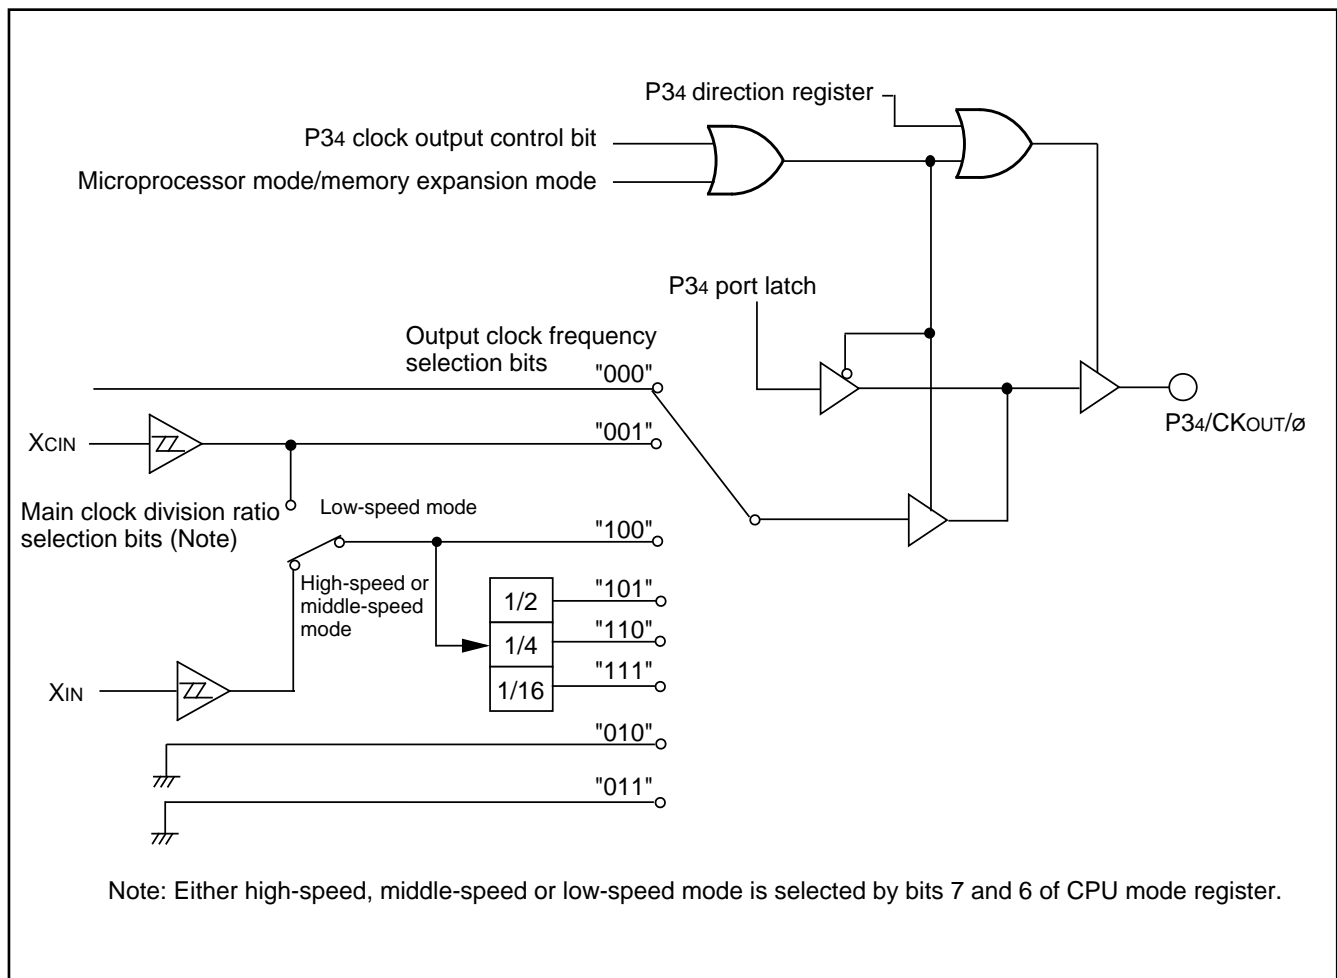 P34 direction register
P34 clock output control bit
Microprocessor mode/memory expansion mode
P34 port latch
Output clock frequency
selection bits
"000"
P34/CKOUT/ø
XCIN
"001"
Main clock division ratio
selection bits (Note)
Low-speed mode
"100"
High-speed or
middle-speed
mode
1/2
"101"
1/4
"110"
1/16
"111"
XIN
"010"
"011"
Note: Either high-speed, middle-speed or low-speed mode is selected by bits 7 and 6 of CPU mode register.